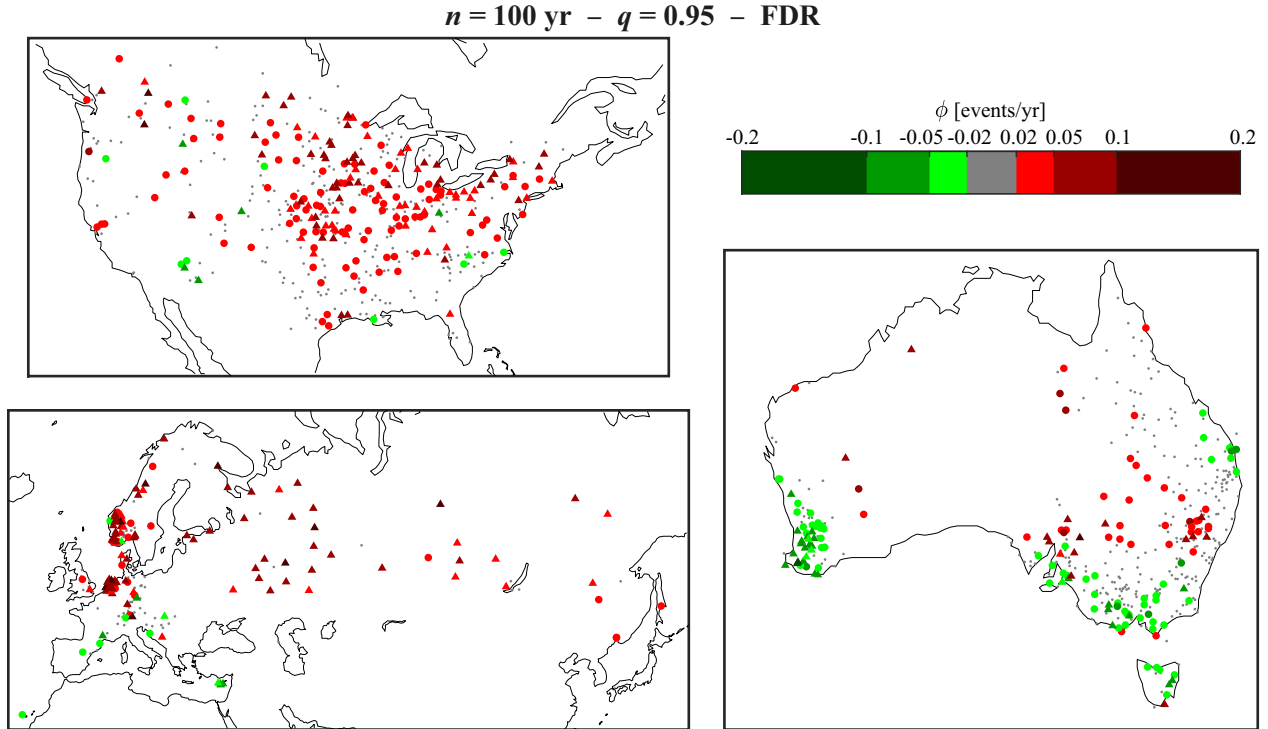 n = 100 yr – q = 0.95 – FDR
ϕ [events/yr]
-0.2 -0.1 -0.05 -0.02 0.02 0.05 0.1 0.2